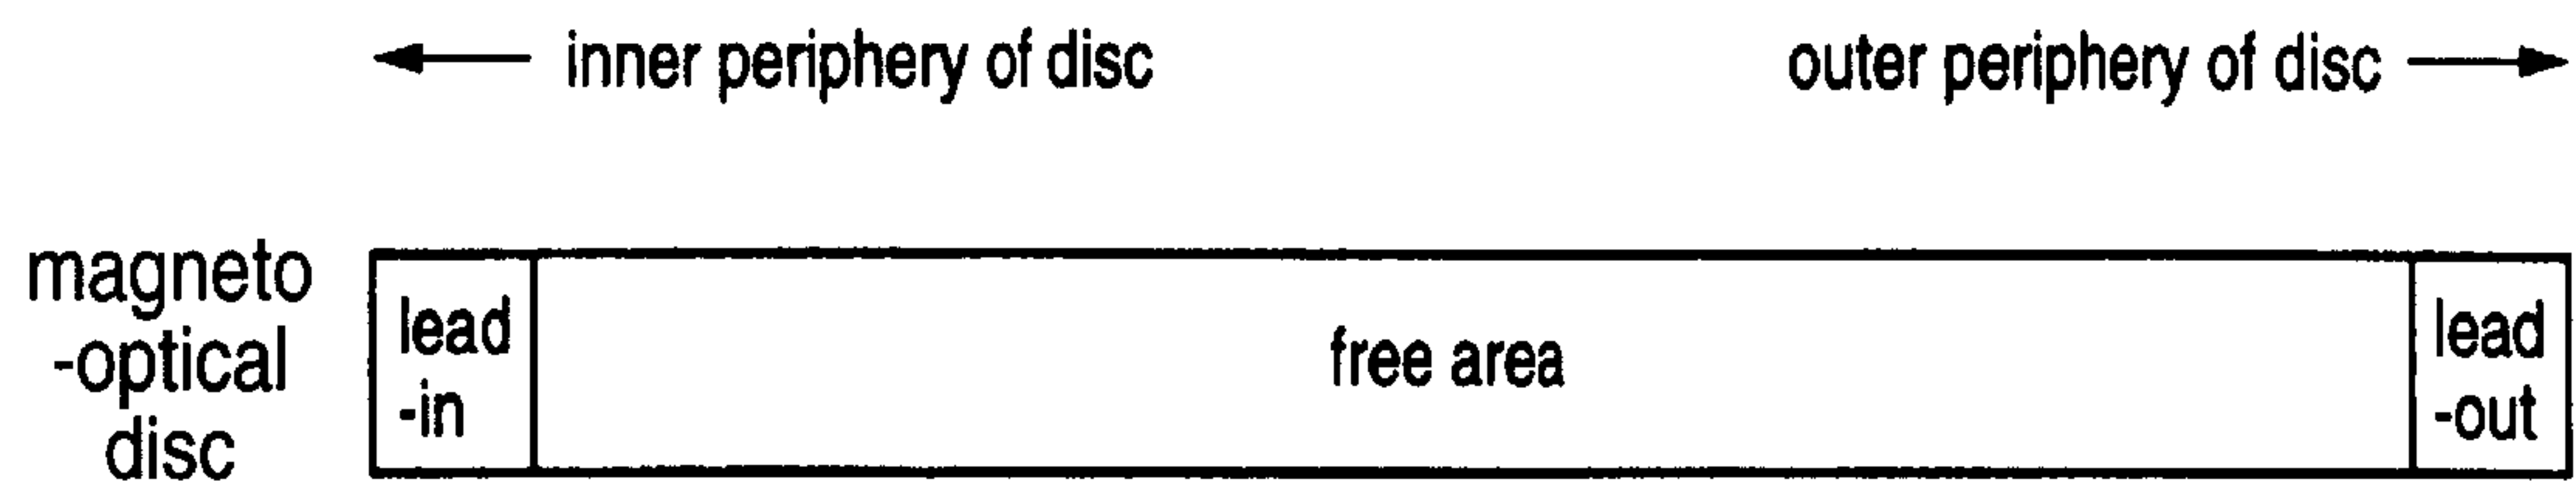 inner periphery of disc
outer periphery of disc
magneto
-optical
disc
lead
-in
free area
lead
-out